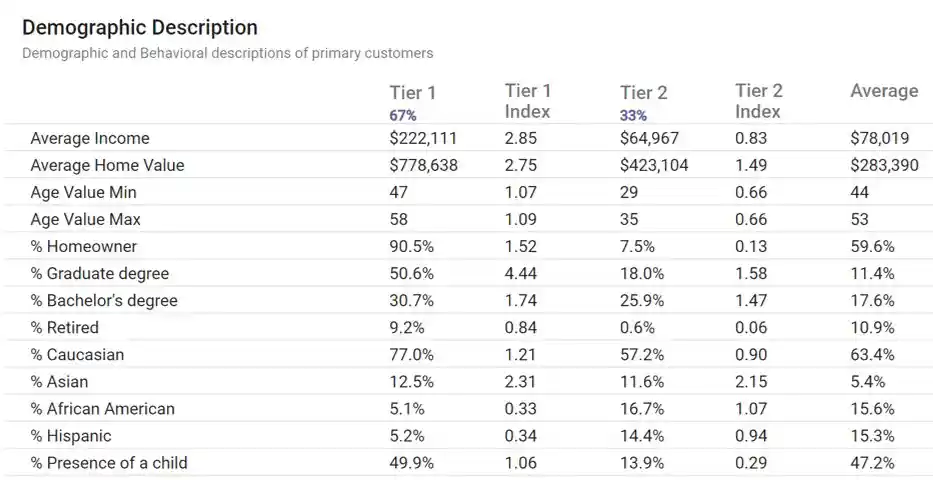 Demographic Description
Demographic and Behavioral descriptions of primary customers
Tier 1 67% Tier 1 Index Tier 2 33% Tier 2 Index Average
Average Income $222,111 2.85 $64,967 0.83 $78,019
Average Home Value $778,638 2.75 $423,104 1.49 $283,390
Age Value Min 47 1.07 29 0.66 44
Age Value Max 58 1.09 35 0.66 53
% Homeowner 90.5% 1.52 7.5% 0.13 59.6%
% Graduate degree 50.6% 4.44 18.0% 1.58 11.4%
% Bachelor's degree 30.7% 1.74 25.9% 1.47 17.6%
% Retired 9.2% 0.84 0.6% 0.06 10.9%
% Caucasian 77.0% 1.21 57.2% 0.90 63.4%
% Asian 12.5% 2.31 11.6% 2.15 5.4%
% African American 5.1% 0.33 16.7% 1.07 15.6%
% Hispanic 5.2% 0.34 14.4% 0.94 15.3%
% Presence of a child 49.9% 1.06 13.9% 0.29 47.2%